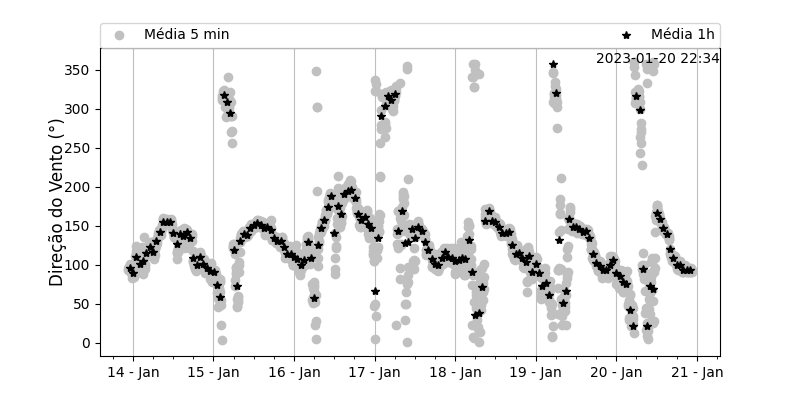 Média 5 min
Média 1h
2023-01-20 22:34
Direção do Vento (°)
350
300
250
200
150
100
50
0
14 - Jan
15 - Jan
16 - Jan
17 - Jan
18 - Jan
19 - Jan
20 - Jan
21 - Jan